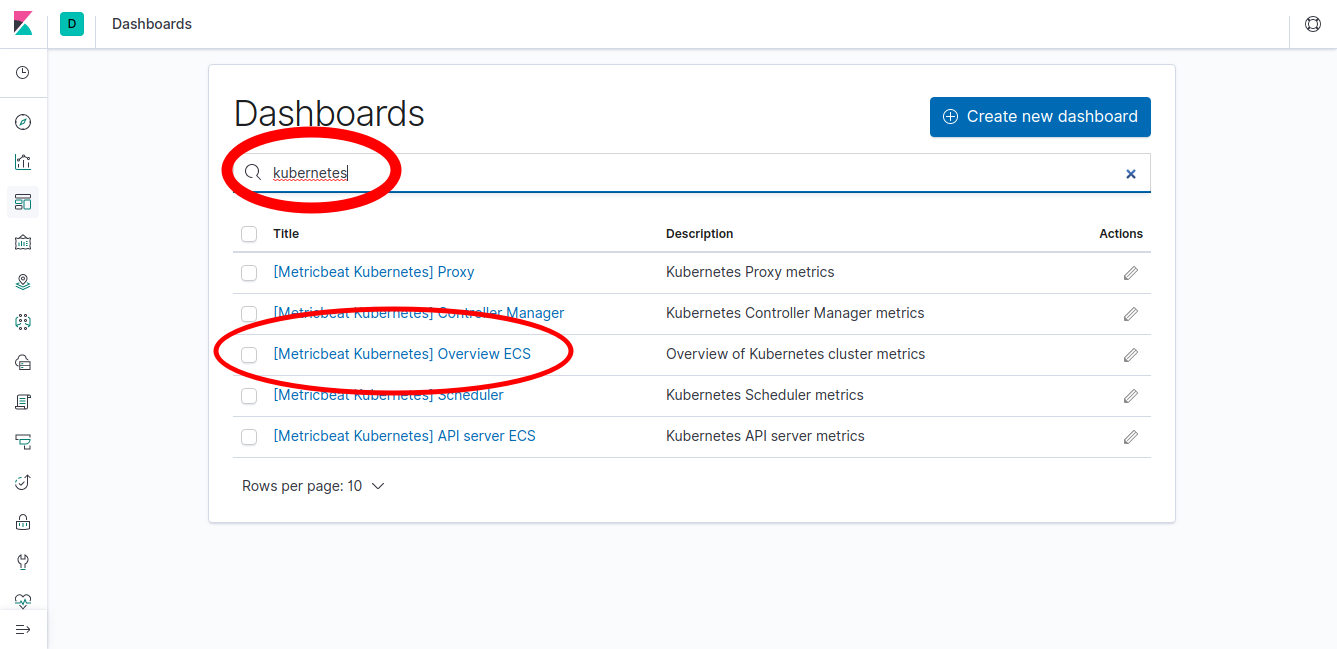 D Dashboards
Dashboards
Create new dashboard
kubernetes
Title Description Actions
[Metricbeat Kubernetes] Proxy Kubernetes Proxy metrics
[Metricbeat Kubernetes] Controller Manager Kubernetes Controller Manager metrics
[Metricbeat Kubernetes] Overview ECS Overview of Kubernetes cluster metrics
[Metricbeat Kubernetes] Scheduler Kubernetes Scheduler metrics
[Metricbeat Kubernetes] API server ECS Kubernetes API server metrics
Rows per page: 10